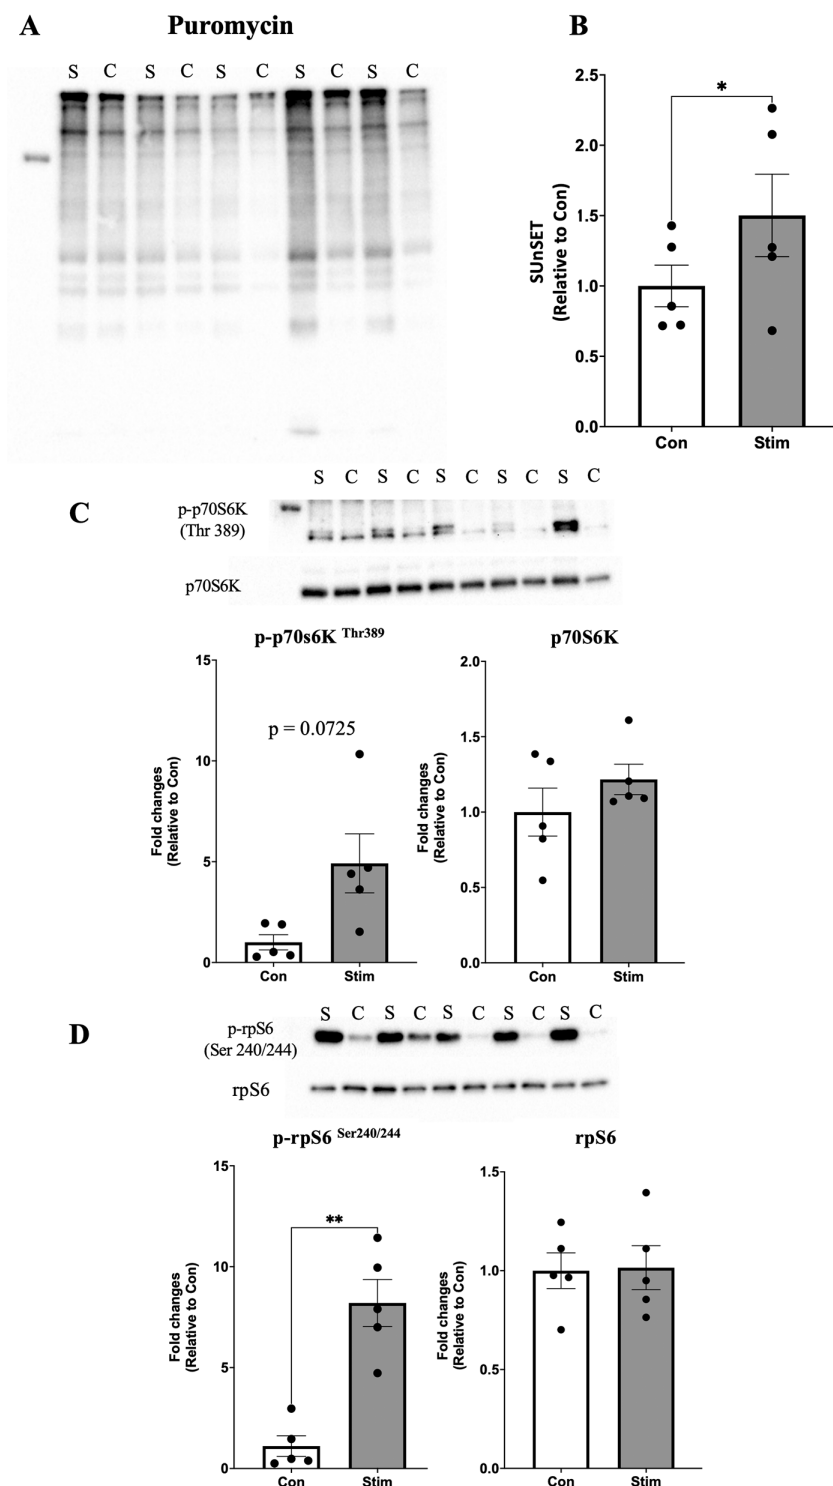 A Puromycin B
S C S C S C S C S C
2.5
2.0
1.5
1.0
0.5
0.0
SUnSET
(Relative to Con)
*
Con Stim
C
S C S C S C S C S C
p-p70S6K
(Thr 389)
p70S6K
p-p70s6K Thr389
15
10
5
0
Fold changes
(Relative to Con)
p = 0.0725
Con Stim
p70S6K
2.0
1.5
1.0
0.5
0.0
Fold changes
(Relative to Con)
Con Stim
D
S C S C S C S C S C
p-rpS6
(Ser 240/244)
rpS6
p-rpS6 Ser240/244
15
10
5
0
Fold changes
(Relative to Con)
**
Con Stim
rpS6
1.5
1.0
0.5
0.0
Fold changes
(Relative to Con)
Con Stim